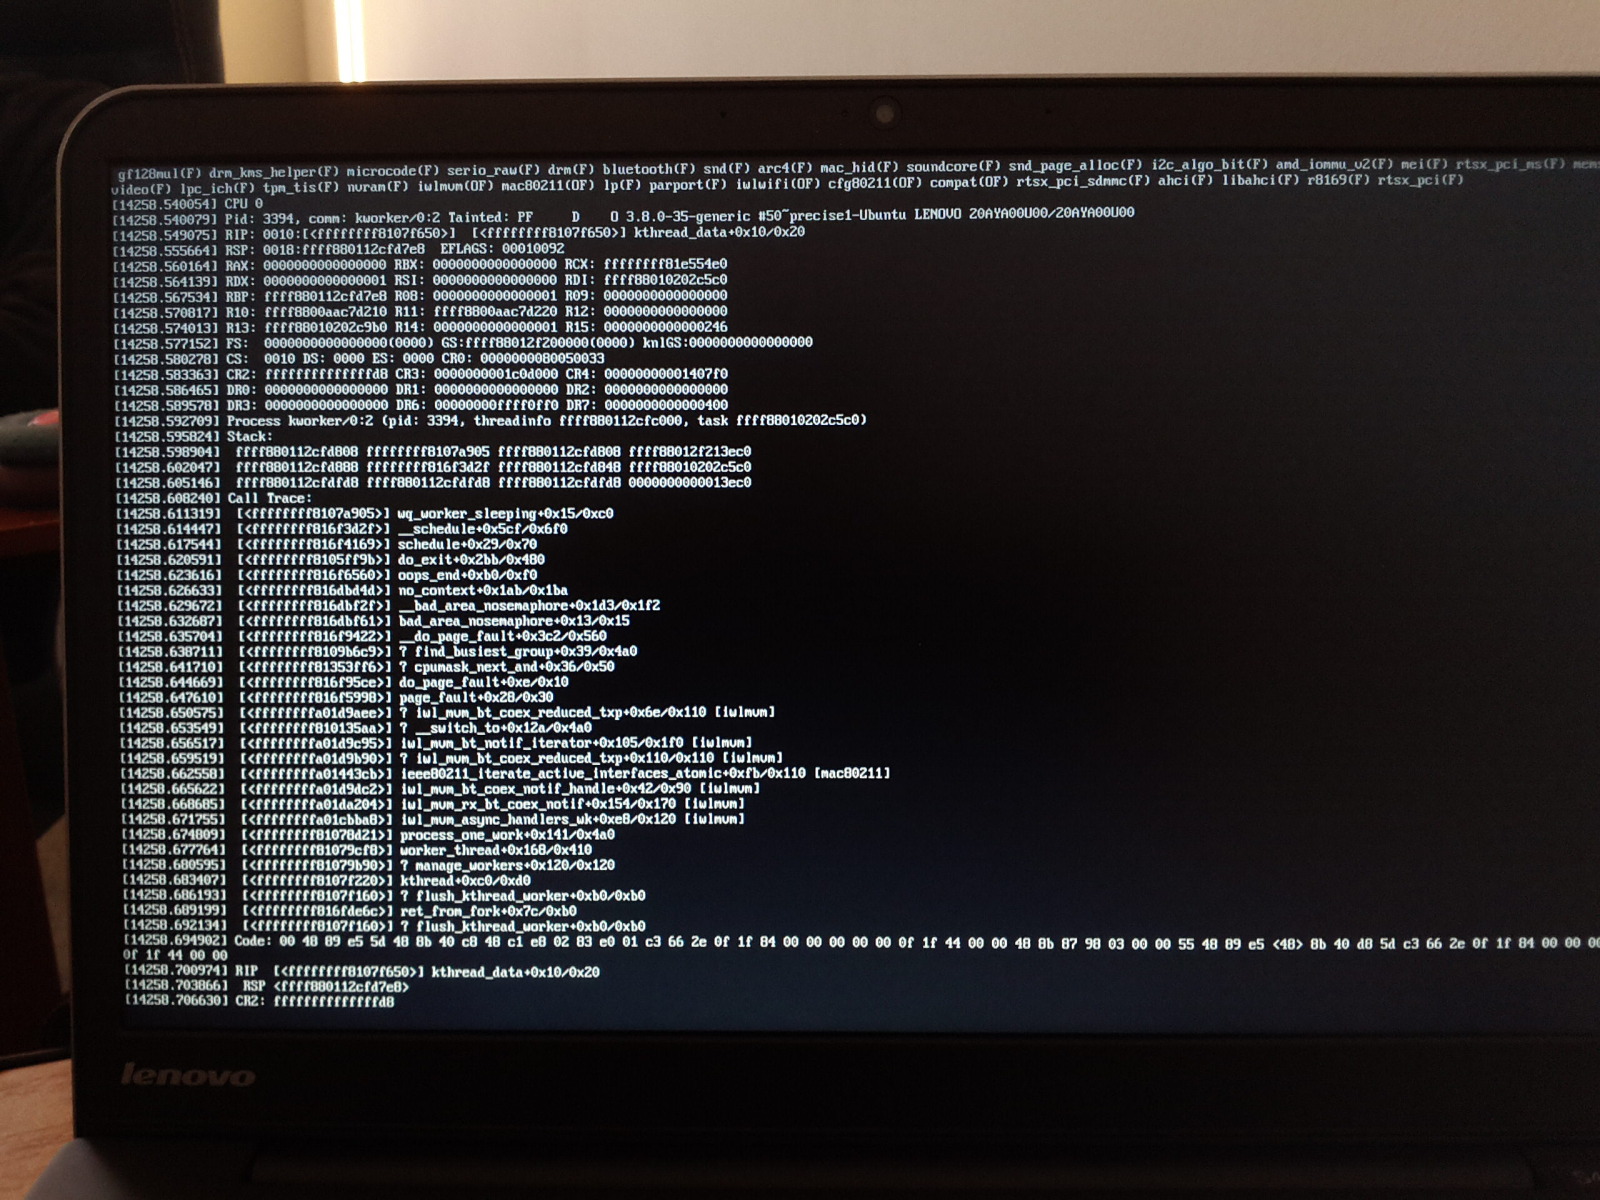 gf128mul(F) drm_kms_helper(F) microcode(F) serio_raw(F) drm(F) bluetooth(F) snd(F) arc4(F) mac_hid(F) soundcore(F) snd_page_alloc(F) i2c_algo_bit(F) amd_iommu_v2(F) mei(F) rtsx_pci_ms(F)
video(F) lpc_ich(F) tpm_tis(F) nvram(F) iwlmvm(OF) mac80211(OF) lp(F) parport(F) iwlwifi(OF) cfg80211(OF) compat(OF) rtsx_pci_sdmmc(F) ahci(F) libahci(F) r8169(F) rtsx_pci(F)
[14258.540054] CPU 0
[14258.540079] Pid: 3394, comm: kworker/0:2 Tainted: PF     D    O 3.8.0-35-generic #50~precise1-Ubuntu LENOVO 20AYA00U00/20AYA00U00
[14258.549075] RIP: 0010:[<ffffffff8107f650>]  [<ffffffff8107f650>] kthread_data+0x10/0x20
[14258.555664] RSP: 0018:ffff880112cfd7e8  EFLAGS: 00010092
[14258.560164] RAX: 0000000000000000 RBX: 0000000000000000 RCX: ffffffff81e554e0
[14258.564139] RDX: 0000000000000001 RSI: 0000000000000000 RDI: ffff88010202c5c0
[14258.567534] RBP: ffff880112cfd7e8 R08: 0000000000000001 R09: 0000000000000000
[14258.570817] R10: ffff8800aac7d210 R11: ffff8800aac7d220 R12: 0000000000000000
[14258.574013] R13: ffff88010202c9b0 R14: 0000000000000001 R15: 0000000000000246
[14258.577152] FS:  0000000000000000(0000) GS:ffff88012f200000(0000) knlGS:0000000000000000
[14258.580278] CS:  0010 DS: 0000 ES: 0000 CR0: 0000000080050033
[14258.583363] CR2: ffffffffffffffd8 CR3: 0000000001c0d000 CR4: 00000000001407f0
[14258.586465] DR0: 0000000000000000 DR1: 0000000000000000 DR2: 0000000000000000
[14258.589578] DR3: 0000000000000000 DR6: 00000000ffff0ff0 DR7: 0000000000000400
[14258.592709] Process kworker/0:2 (pid: 3394, threadinfo ffff880112cfc000, task ffff88010202c5c0)
[14258.595824] Stack:
[14258.598904]  ffff880112cfd808 ffffffff8107a905 ffff880112cfd808 ffff88012f213ec0
[14258.602047]  ffff880112cfd888 ffffffff816f3d2f ffff880112cfd848 ffff88010202c5c0
[14258.605146]  ffff880112cfdfd8 ffff880112cfdfd8 ffff880112cfdfd8 0000000000013ec0
[14258.608240] Call Trace:
[14258.611319]  [<ffffffff8107a905>] wq_worker_sleeping+0x15/0xc0
[14258.614447]  [<ffffffff816f3d2f>] __schedule+0x5cf/0x6f0
[14258.617544]  [<ffffffff816f4169>] schedule+0x29/0x70
[14258.620591]  [<ffffffff8105ff9b>] do_exit+0x2bb/0x480
[14258.623616]  [<ffffffff816f6560>] oops_end+0xb0/0xf0
[14258.626633]  [<ffffffff816dbd4d>] no_context+0x1ab/0x1ba
[14258.629672]  [<ffffffff816dbf2f>] __bad_area_nosemaphore+0x1d3/0x1f2
[14258.632687]  [<ffffffff816dbf61>] bad_area_nosemaphore+0x13/0x15
[14258.635704]  [<ffffffff816f9422>] __do_page_fault+0x3c2/0x560
[14258.638711]  [<ffffffff8109b6c9>] ? find_busiest_group+0x39/0x4a0
[14258.641710]  [<ffffffff81353ff6>] ? cpumask_next_and+0x36/0x50
[14258.644669]  [<ffffffff816f95ce>] do_page_fault+0xe/0x10
[14258.647610]  [<ffffffff816f5998>] page_fault+0x28/0x30
[14258.650575]  [<ffffffffa01d9aee>] ? iwl_mvm_bt_coex_reduced_txp+0x6e/0x110 [iwlmvm]
[14258.653549]  [<ffffffff810135aa>] ? __switch_to+0x12a/0x4a0
[14258.656517]  [<ffffffffa01d9c95>] iwl_mvm_bt_notif_iterator+0x105/0x1f0 [iwlmvm]
[14258.659519]  [<ffffffffa01d9b90>] ? iwl_mvm_bt_coex_reduced_txp+0x110/0x110 [iwlmvm]
[14258.662558]  [<ffffffffa01443cb>] ieee80211_iterate_active_interfaces_atomic+0xfb/0x110 [mac80211]
[14258.665622]  [<ffffffffa01d9dc2>] iwl_mvm_bt_coex_notif_handle+0x42/0x90 [iwlmvm]
[14258.668685]  [<ffffffffa01da204>] iwl_mvm_rx_bt_coex_notif+0x154/0x170 [iwlmvm]
[14258.671755]  [<ffffffffa01cbba8>] iwl_mvm_async_handlers_wk+0xe8/0x120 [iwlmvm]
[14258.674809]  [<ffffffff81078d21>] process_one_work+0x141/0x4a0
[14258.677764]  [<ffffffff81079cf8>] worker_thread+0x168/0x410
[14258.680595]  [<ffffffff81079b90>] ? manage_workers+0x120/0x120
[14258.683407]  [<ffffffff8107f220>] kthread+0xc0/0xd0
[14258.686193]  [<ffffffff8107f160>] ? flush_kthread_worker+0xb0/0xb0
[14258.689199]  [<ffffffff816fde6c>] ret_from_fork+0x7c/0xb0
[14258.692134]  [<ffffffff8107f160>] ? flush_kthread_worker+0xb0/0xb0
[14258.694902] Code: 00 48 89 e5 5d 48 8b 40 c8 48 c1 e8 02 83 e0 01 c3 66 2e 0f 1f 84 00 00 00 00 00 0f 1f 44 00 00 48 8b 87 98 03 00 00 55 48 89 e5 <48> 8b 40 d8 5d c3 66 2e 0f 1f 84 00 00 00
0f 1f 44 00 00
[14258.700974] RIP  [<ffffffff8107f650>] kthread_data+0x10/0x20
[14258.703866]  RSP <ffff880112cfd7e8>
[14258.706630] CR2: ffffffffffffffd8
lenovo